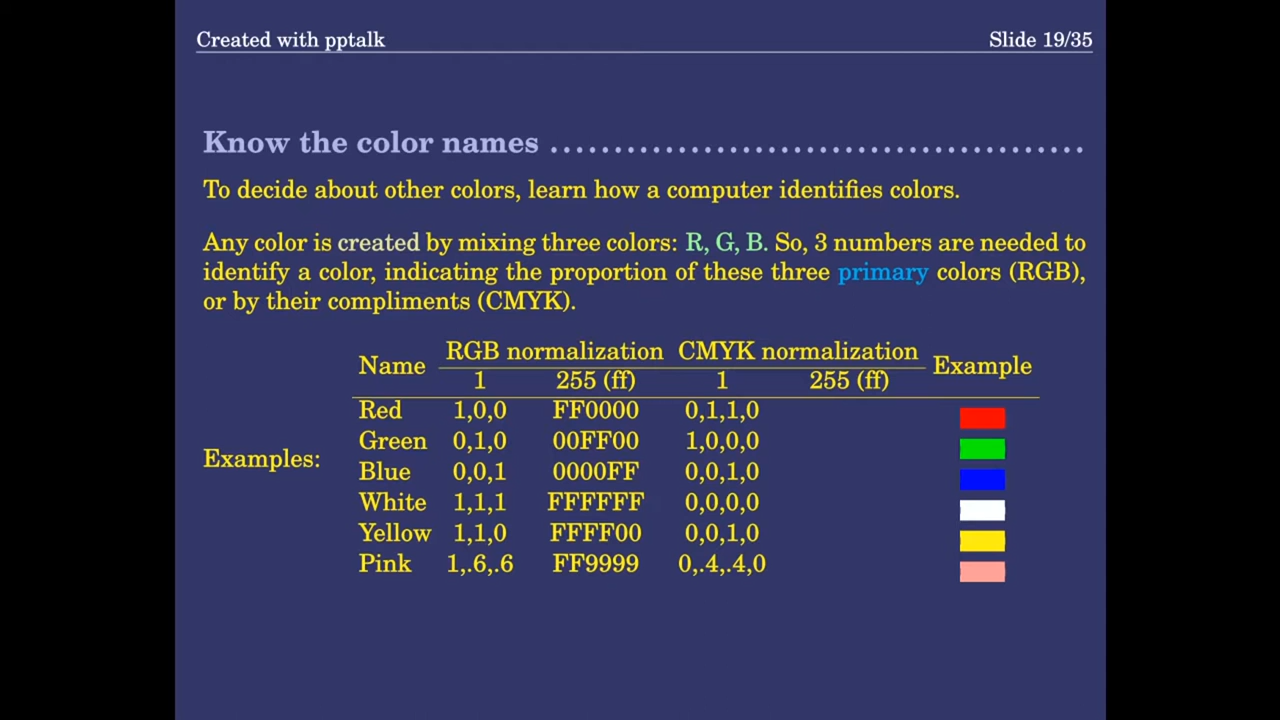 Created with pptalk
Slide 19/35
Know the color names ..........................................
To decide about other colors, learn how a computer identifies colors.
Any color is created by mixing three colors: R, G, B. So, 3 numbers are needed to
identify a color, indicating the proportion of these three primary colors (RGB),
or by their compliments (CMYK).
Examples:
Name RGB normalization CMYK normalization Example
1 255 (ff) 1 255 (ff)
Red 1,0,0 FF0000 0,1,1,0
Green 0,1,0 00FF00 1,0,0,0
Blue 0,0,1 0000FF 0,0,1,0
White 1,1,1 FFFFFF 0,0,0,0
Yellow 1,1,0 FFFF00 0,0,1,0
Pink 1,.6,.6 FF9999 0,.4,.4,0